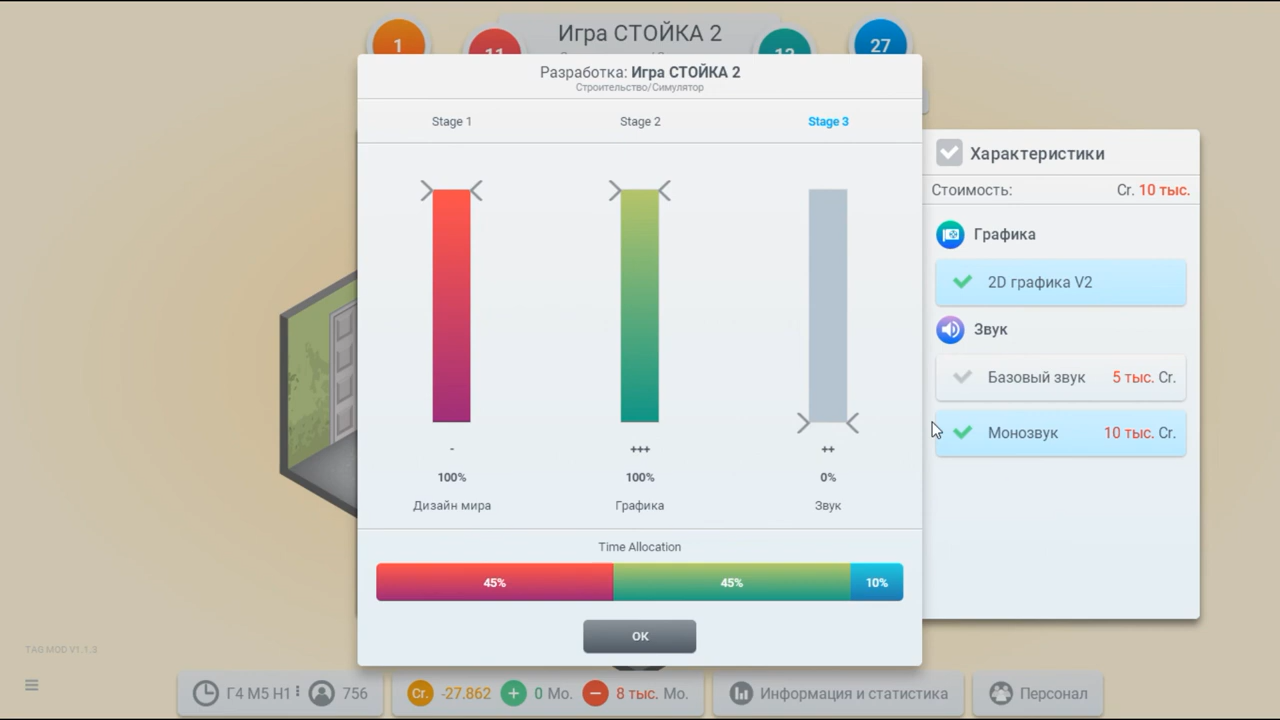 1
11
Игра СТОЙКА 2
12
27
Разработка: Игра СТОЙКА 2
Строительство/Симулятор
Stage 1
Stage 2
Stage 3
-
+++
++
100%
100%
0%
Дизайн мира
Графика
Звук
Time Allocation
45%
45%
10%
OK
Характеристики
Стоимость: Cr. 10 тыс.
Графика
2D графика V2
Звук
Базовый звук 5 тыс. Cr.
Монозвук 10 тыс. Cr.
TAG MOD V1.1.3
Г4 М5 Н1
756
Cr. -27.862
+ 0 Мо.
− 8 тыс. Мо.
Информация и статистика
Персонал